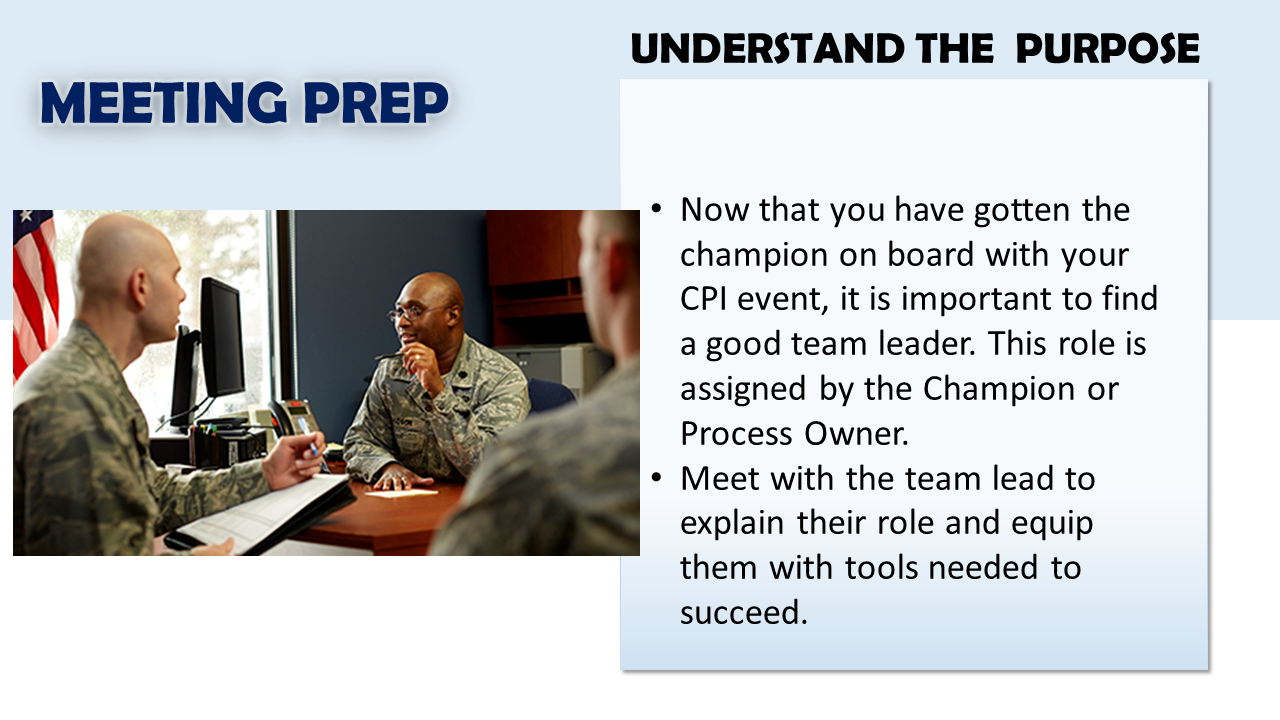 MEETING PREP
UNDERSTAND THE PURPOSE
• Now that you have gotten the
champion on board with your
CPI event, it is important to find
a good team leader. This role is
assigned by the Champion or
Process Owner.
• Meet with the team lead to
explain their role and equip
them with tools needed to
succeed.